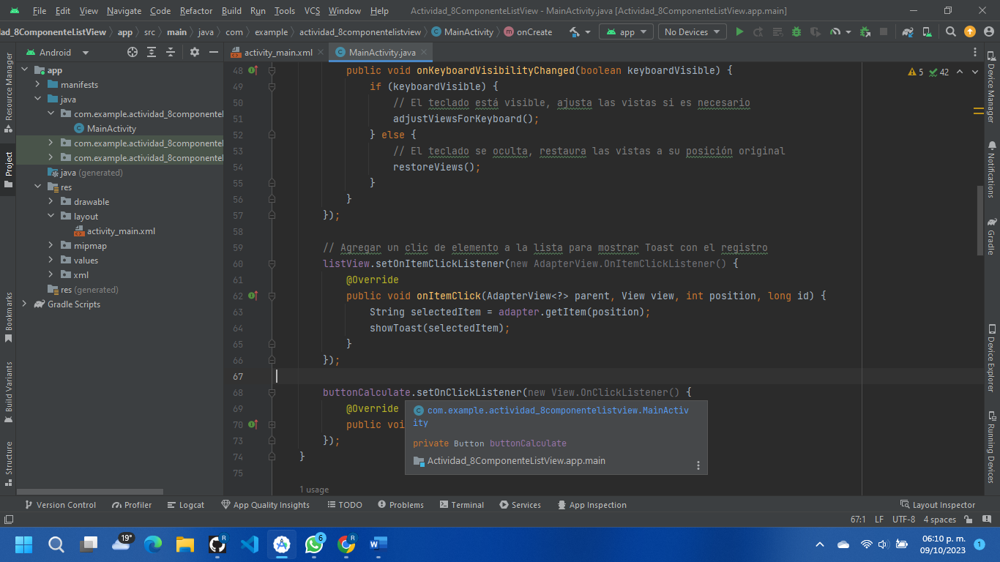 File Edit View Navigate Code Refactor Build Run Tools VCS Window Help Actividad_8ComponenteListView - MainActivity.java [Actividad_8ComponenteListView.app.main]
ad_8ComponenteListView app src main java com example actividad_8componentelistview MainActivity onCreate app No Devices
Android
activity_main.xml MainActivity.java
app
manifests
java
com.example.actividad_8componentel
MainActivity
com.example.actividad_8componentel
com.example.actividad_8componentel
java (generated)
res
drawable
layout
activity_main.xml
mipmap
values
xml
res (generated)
Gradle Scripts
Resource Manager
Project
Bookmarks
Build Variants
Structure
5 42
48 public void onKeyboardVisibilityChanged(boolean keyboardVisible) {
49 if (keyboardVisible) {
50 // El teclado está visible, ajusta las vistas si es necesario
51 adjustViewsForKeyboard();
52 } else {
53 // El teclado se oculta, restaura las vistas a su posición original
54 restoreViews();
55 }
56 }
57 });
58
59 // Agregar un clic de elemento a la lista para mostrar Toast con el registro
60 listView.setOnItemClickListener(new AdapterView.OnItemClickListener() {
61 @Override
62 public void onItemClick(AdapterView<?> parent, View view, int position, long id) {
63 String selectedItem = adapter.getItem(position);
64 showToast(selectedItem);
65 }
66 });
67
68 buttonCalculate.setOnClickListener(new View.OnClickListener() {
69 @Override
70 public voi
73 });
74 }
75
1 usage
com.example.actividad_8componentelistview.MainActiv
ity
private Button buttonCalculate
Actividad_8ComponenteListView.app.main
Device Manager
Notifications
Gradle
Device Explorer
Running Devices
Version Control Profiler Logcat App Quality Insights TODO Problems Terminal Services App Inspection Layout Inspector
67:1 LF UTF-8 4 spaces
19° R 6 R
06:10 p. m.
09/10/2023
1